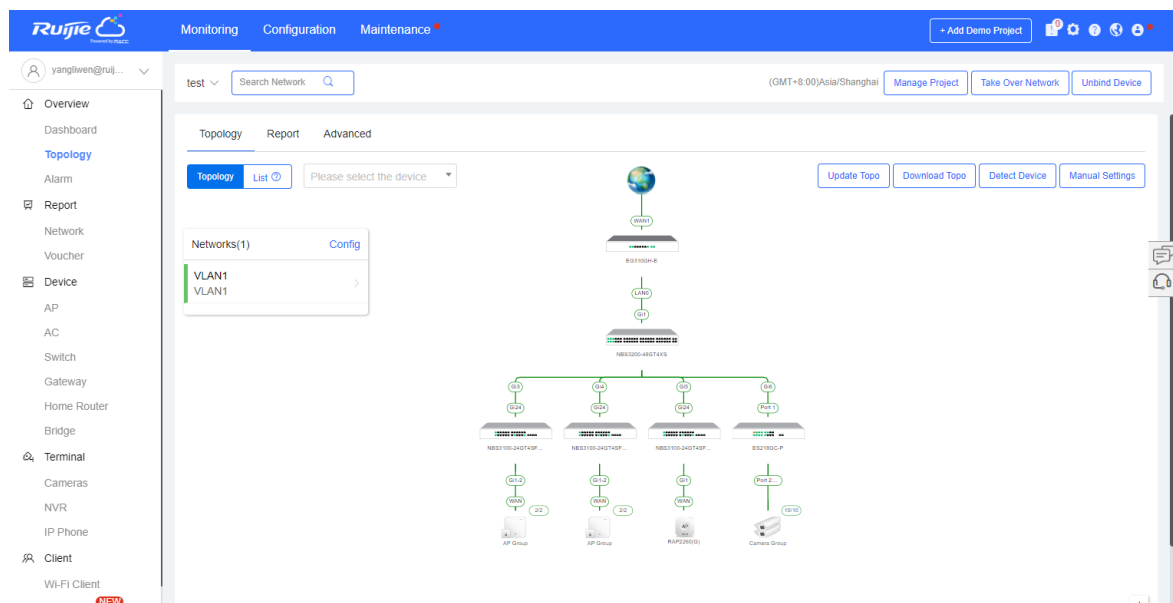 Ruijie
Powered by MACC
Monitoring Configuration Maintenance
+ Add Demo Project
0
yangliwen@ruij...
Overview
Dashboard
Topology
Alarm
Report
Network
Voucher
Device
AP
AC
Switch
Gateway
Home Router
Bridge
Terminal
Cameras
NVR
IP Phone
Client
Wi-Fi Client
NEW
test
Search Network
(GMT+8:00)Asia/Shanghai
Manage Project
Take Over Network
Unbind Device
Topology Report Advanced
Topology
List
Please select the device
Update Topo
Download Topo
Detect Device
Manual Settings
Networks(1) Config
VLAN1
VLAN1
WAN1
EG310GH-E
LAN0
Gi1
NBS3200-48GT4XS
Gi3 Gi4 Gi5 Gi6
Gi24 Gi24 Gi24 Port 1
NBS3100-24GT4SF... NBS3100-24GT4SF... NBS3100-24GT4SF... ES218GC-P
Gi1-2 Gi1-2 Gi1 Port 2...
WAN WAN WAN
2/2 2/2 10/10
AP Group AP Group RAP2260(G) Camera Group